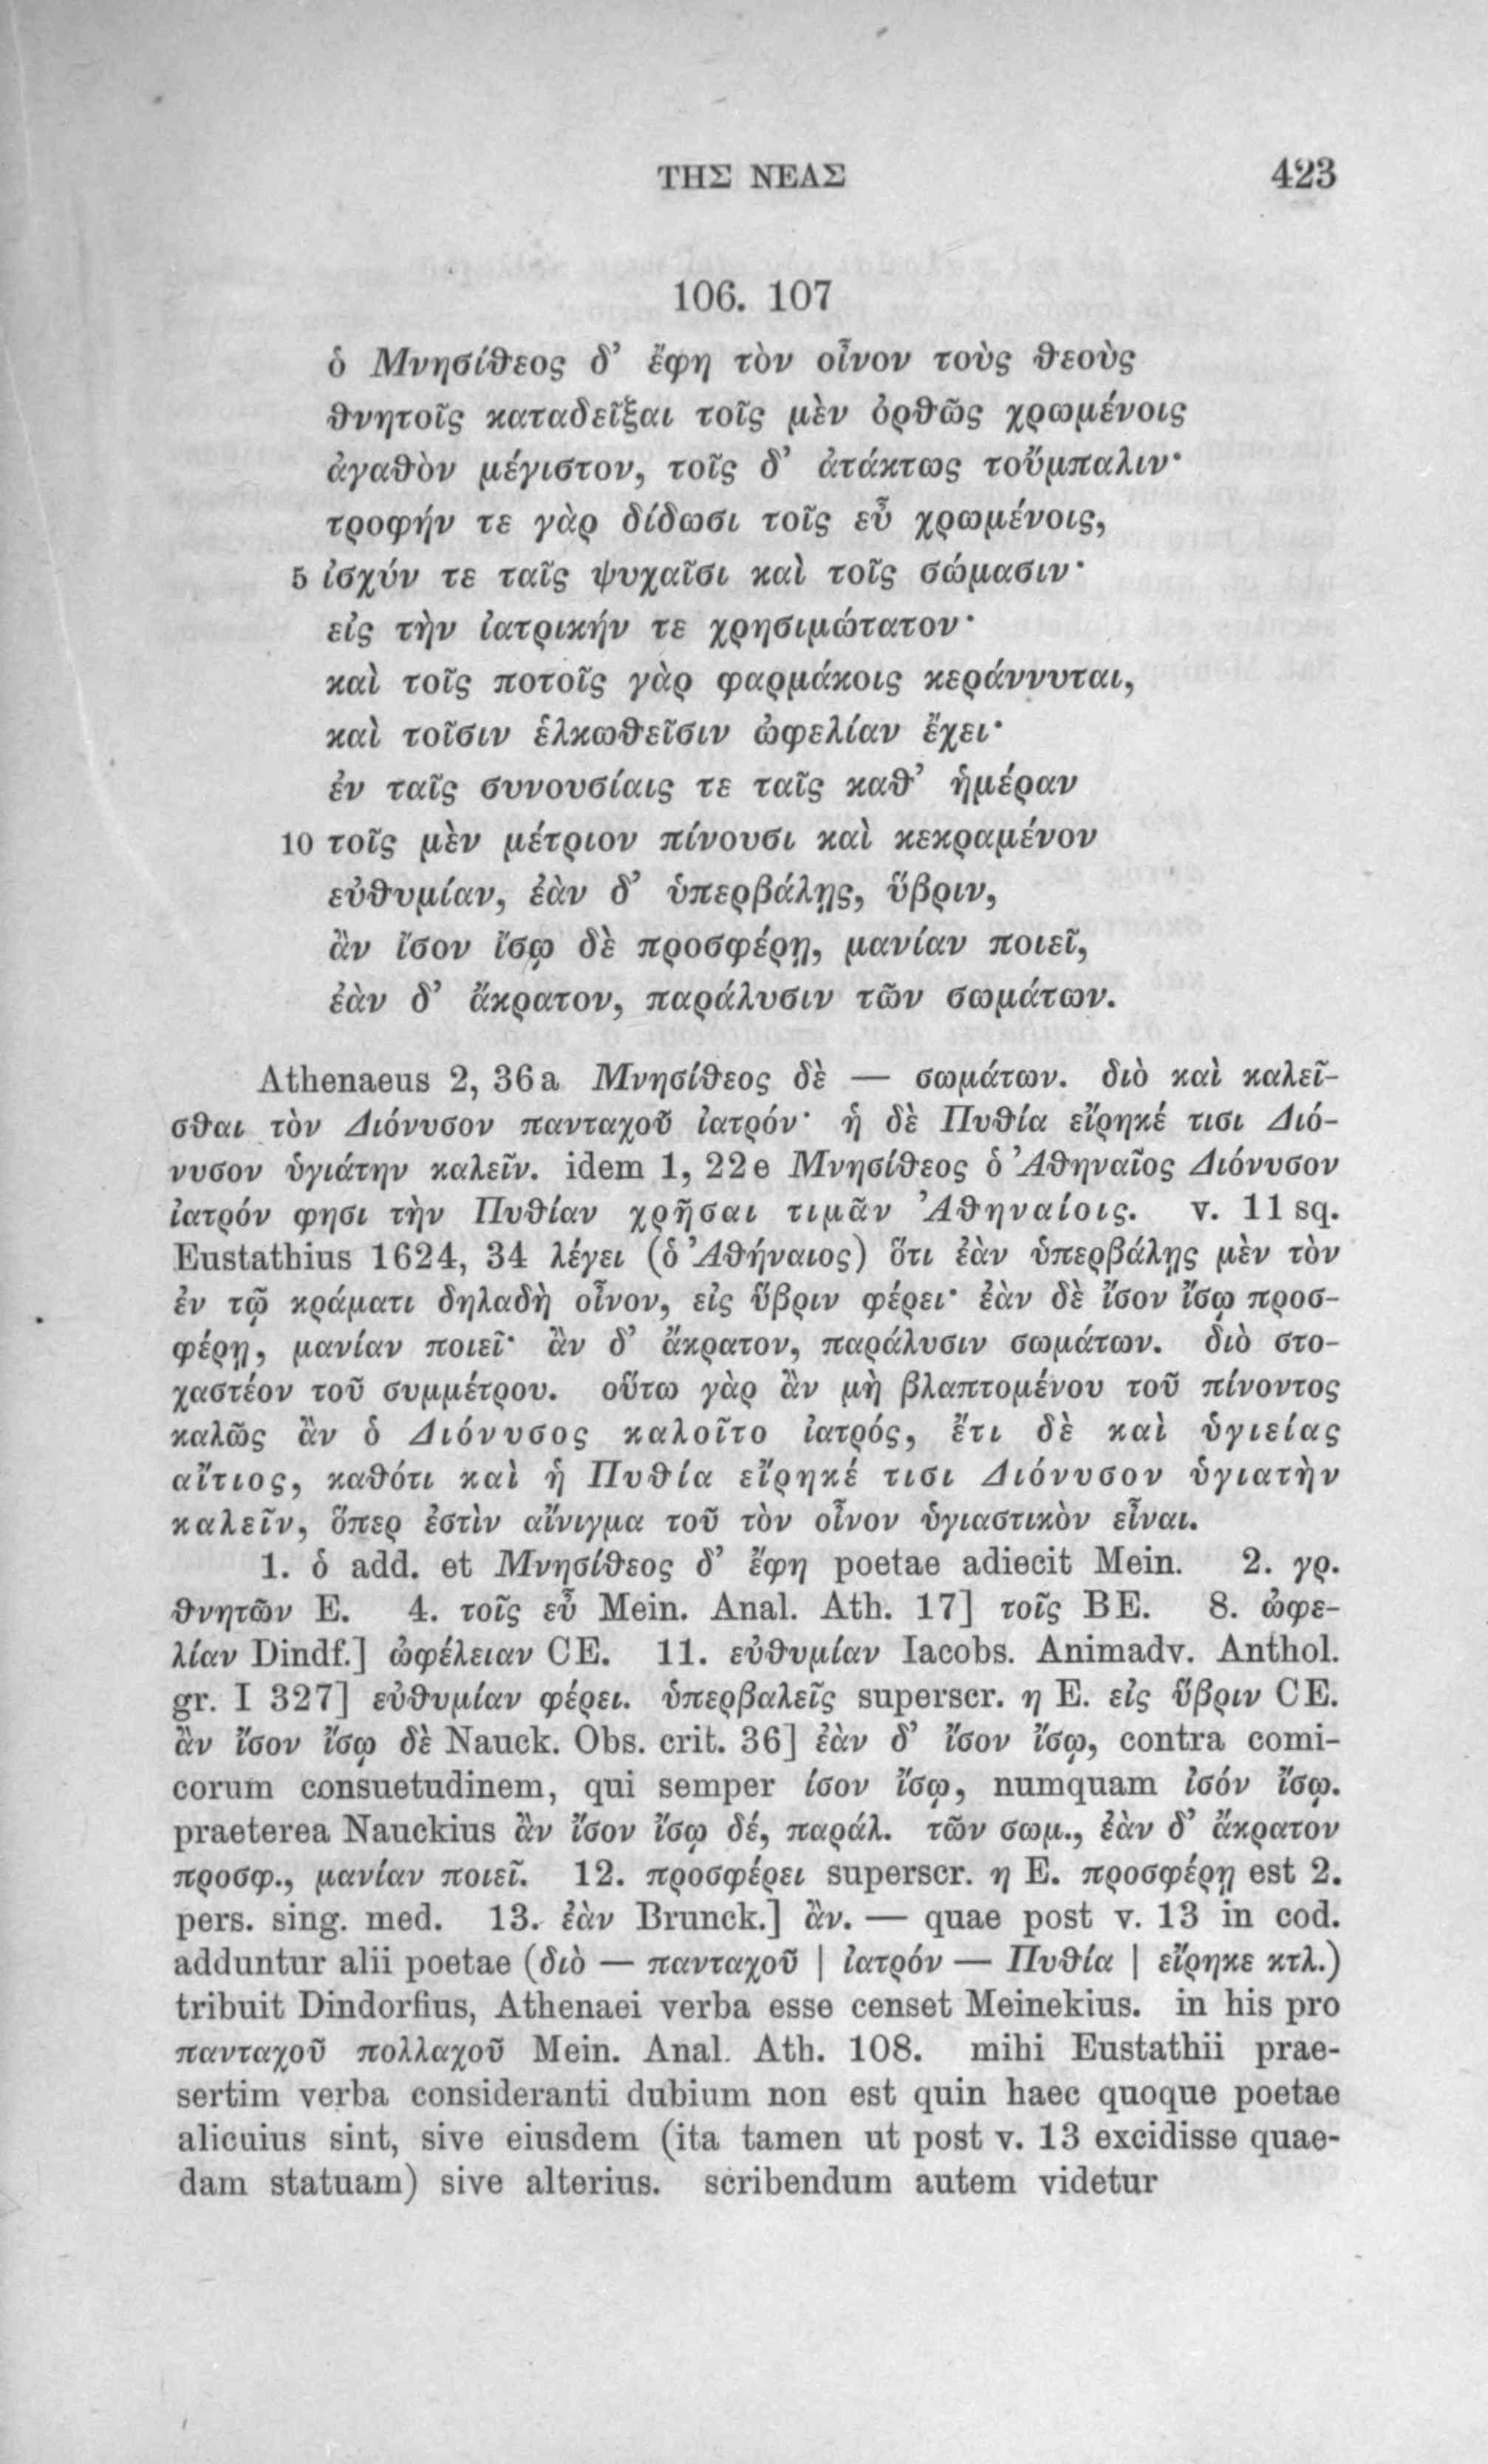 ΤΗΣ ΝΕΑΣ 423
106. 107
ὁ Μνησίθεος δ’ ἔφη τὸν οἶνον τοὺς θεοὺς
θνητοῖς καταδεῖξαι τοῖς μὲν ὀρθῶς χρωμένοις
ἀγαθὸν μέγιστον, τοῖς δ’ ἀτάκτως τοὔμπαλιν·
τροφήν τε γὰρ δίδωσι τοῖς εὖ χρωμένοις,
5 ἰσχύν τε ταῖς ψυχαῖσι καὶ τοῖς σώμασιν·
εἰς τὴν ἰατρικήν τε χρησιμώτατον·
καὶ τοῖς ποτοῖς γὰρ φαρμάκοις κεράννυται,
καὶ τοῖσιν ἑλκωθεῖσιν ὠφελίαν ἔχει·
ἐν ταῖς συνουσίαις τε ταῖς καθ’ ἡμέραν
10 τοῖς μὲν μέτριον πίνουσι καὶ κεκραμένον
εὐθυμίαν, ἐὰν δ’ ὑπερβάλῃς, ὕβριν,
ἂν ἴσον ἴσῳ δὲ προσφέρῃ, μανίαν ποιεῖ,
ἐὰν δ’ ἄκρατον, παράλυσιν τῶν σωμάτων.
Athenaeus 2, 36a Μνησίθεος δὲ — σωμάτων. διὸ καὶ καλεῖ-
σθαι τὸν Διόνυσον πανταχοῦ ἰατρόν· ἡ δὲ Πυθία εἴρηκέ τισι Διό-
νυσον ὑγιάτην καλεῖν. idem 1, 22e Μνησίθεος ὁ Ἀθηναῖος Διόνυσον
ἰατρόν φησι τὴν Πυθίαν χρῆσαι τιμᾶν Ἀθηναίοις. v. 11 sq.
Eustathius 1624, 34 λέγει (ὁ Ἀθήναιος) ὅτι ἐὰν ὑπερβάλῃς μὲν τὸν
ἐν τῷ κράματι δηλαδὴ οἶνον, εἰς ὕβριν φέρει· ἐὰν δὲ ἴσον ἴσῳ προσ-
φέρῃ, μανίαν ποιεῖ· ἂν δ’ ἄκρατον, παράλυσιν σωμάτων. διὸ στο-
χαστέον τοῦ συμμέτρου. οὕτω γὰρ ἂν μὴ βλαπτομένου τοῦ πίνοντος
καλῶς ἂν ὁ Διόνυσος καλοῖτο ἰατρός, ἔτι δὲ καὶ ὑγιείας
αἴτιος, καθότι καὶ ἡ Πυθία εἴρηκέ τισι Διόνυσον ὑγιατὴν
καλεῖν, ὅπερ ἐστὶν αἴνιγμα τοῦ τὸν οἶνον ὑγιαστικὸν εἶναι.
1. ὁ add. et Μνησίθεος δ’ ἔφη poetae adiecit Mein. 2. γρ.
θνητῶν E. 4. τοῖς εὖ Mein. Anal. Ath. 17] τοῖς BE. 8. ὠφε-
λίαν Dindf.] ὠφέλειαν CE. 11. εὐθυμίαν Iacobs. Animadv. Anthol.
gr. I 327] εὐθυμίαν φέρει. ὑπερβαλεῖς superscr. η E. εἰς ὕβριν CE.
ἂν ἴσον ἴσῳ δὲ Nauck. Obs. crit. 36] ἐὰν δ’ ἴσον ἴσῳ, contra comi-
corum consuetudinem, qui semper ίσον ἴσῳ, numquam ἰσόν ἴσῳ.
praeterea Nauckius ἂν ἴσον ἴσῳ δέ, παράλ. τῶν σωμ., ἐὰν δ’ ἄκρατον
προσφ., μανίαν ποιεῖ. 12. προσφέρει superscr. η E. προσφέρῃ est 2.
pers. sing. med. 13. ἐὰν Brunck.] ἂν. — quae post v. 13 in cod.
adduntur alii poetae (διὸ — πανταχοῦ | ἰατρόν — Πυθία | εἴρηκε κτλ.)
tribuit Dindorfius, Athenaei verba esse censet Meinekius. in his pro
πανταχοῦ πολλαχοῦ Mein. Anal. Ath. 108. mihi Eustathii prae-
sertim verba consideranti dubium non est quin haec quoque poetae
alicuius sint, sive eiusdem (ita tamen ut post v. 13 excidisse quae-
dam statuam) sive alterius. scribendum autem videtur